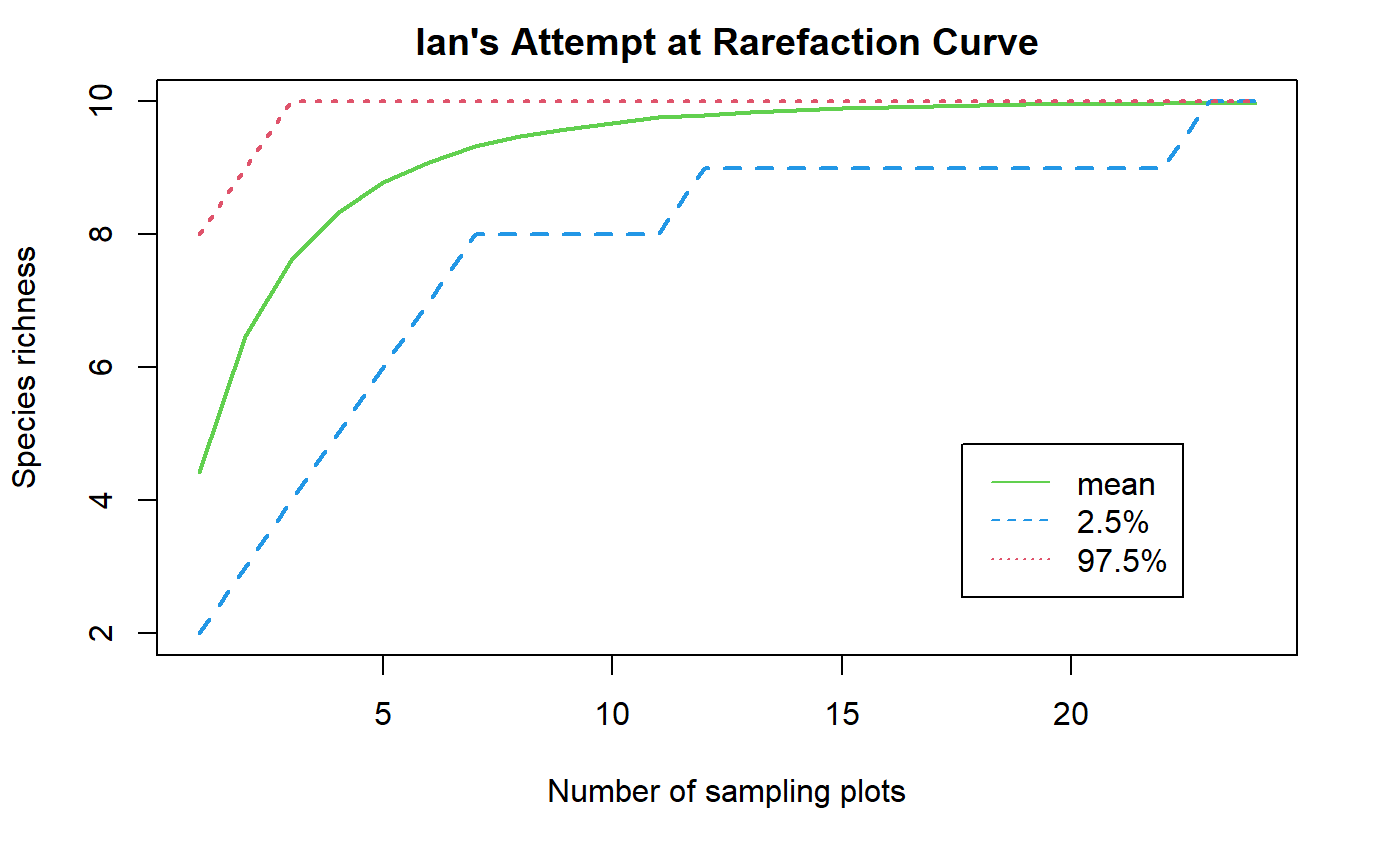 Ian's Attempt at Rarefaction Curve
Species richness
10
8
6
4
2
mean
2.5%
97.5%
5 10 15 20
Number of sampling plots